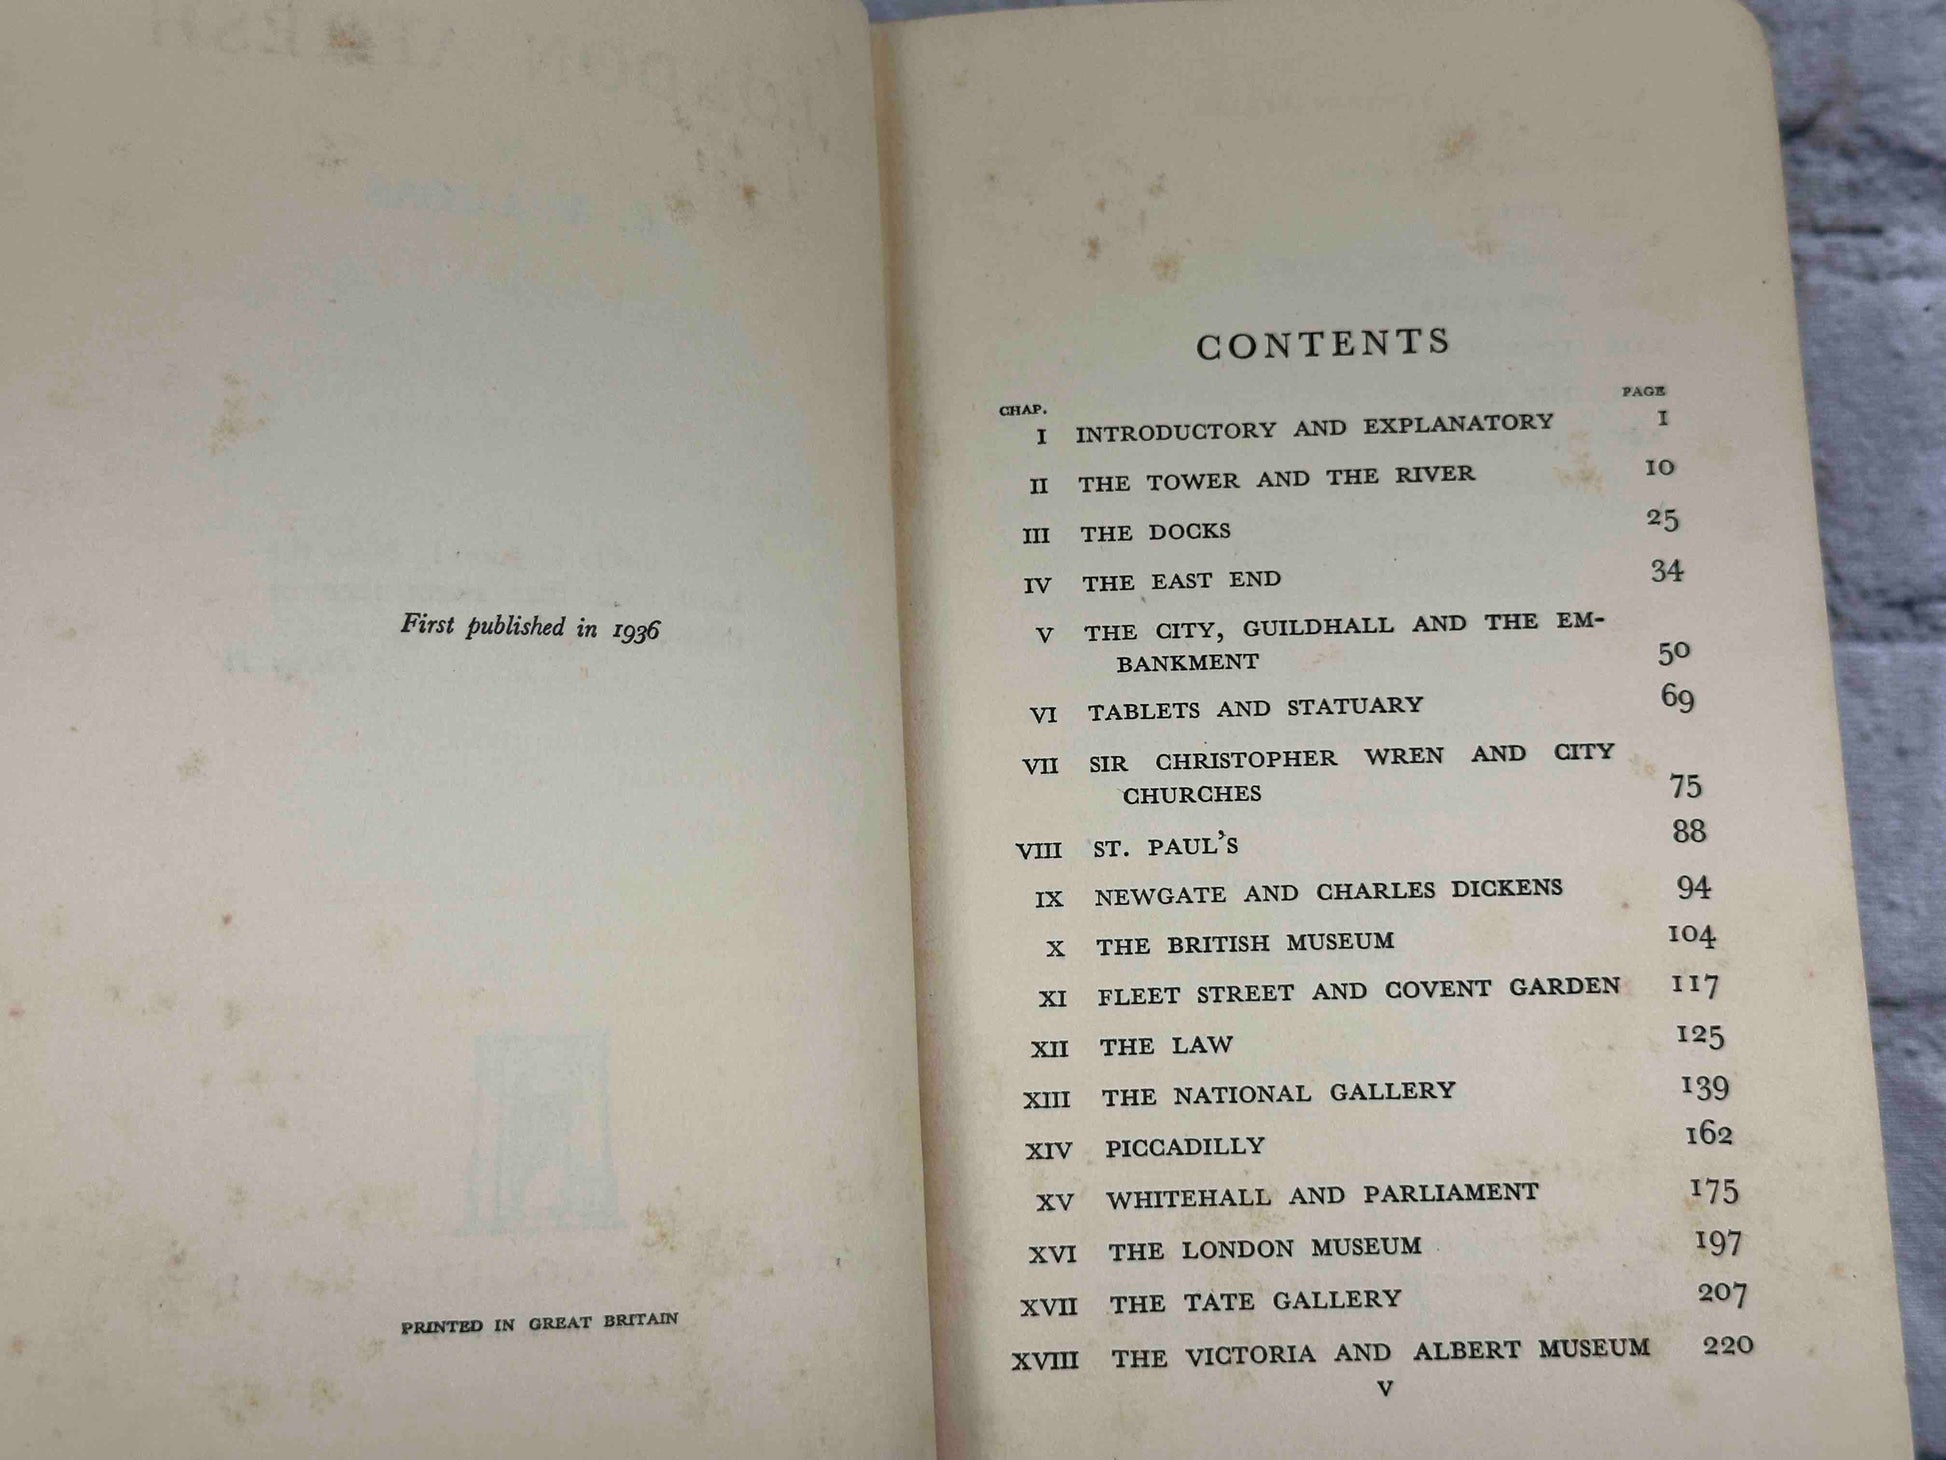 First published in 1936
PRINTED IN GREAT BRITAIN
CONTENTS
CHAP. PAGE
I INTRODUCTORY AND EXPLANATORY 1
II THE TOWER AND THE RIVER 10
III THE DOCKS 25
IV THE EAST END 34
V THE CITY, GUILDHALL AND THE EM-
BANKMENT 50
VI TABLETS AND STATUARY 69
VII SIR CHRISTOPHER WREN AND CITY
CHURCHES 75
VIII ST. PAUL'S 88
IX NEWGATE AND CHARLES DICKENS 94
X THE BRITISH MUSEUM 104
XI FLEET STREET AND COVENT GARDEN 117
XII THE LAW 125
XIII THE NATIONAL GALLERY 139
XIV PICCADILLY 162
XV WHITEHALL AND PARLIAMENT 175
XVI THE LONDON MUSEUM 197
XVII THE TATE GALLERY 207
XVIII THE VICTORIA AND ALBERT MUSEUM 220
v